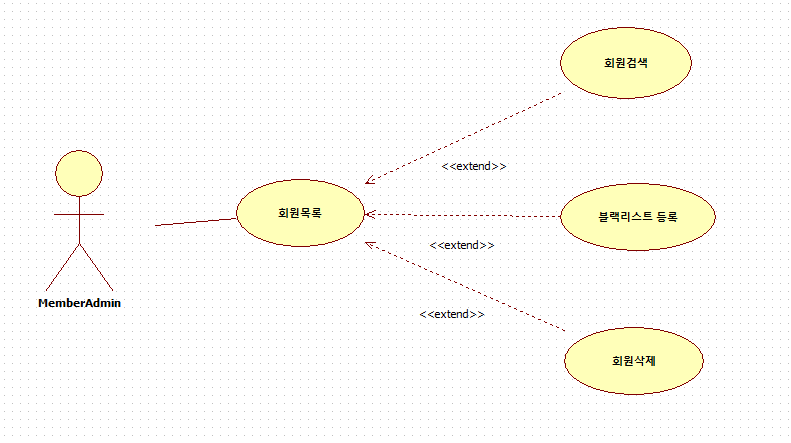 회원검색
<<extend>>
회원목록
블랙리스트 등록
<<extend>>
MemberAdmin
<<extend>>
회원삭제